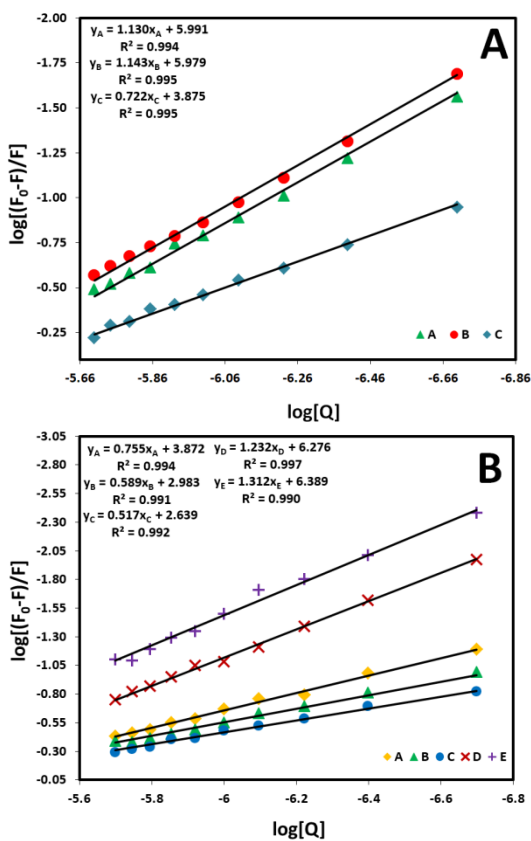 -2.00
-1.75
-1.50
-1.25
-1.00
-0.75
-0.50
-0.25
log[(F₀-F)/F]
y_A = 1.130x_A + 5.991
R² = 0.994
y_B = 1.143x_B + 5.979
R² = 0.995
y_C = 0.722x_C + 3.875
R² = 0.995
A
A B C
-5.66 -5.86 -6.06 -6.26 -6.46 -6.66 -6.86
log[Q]
-3.05
-2.80
-2.55
-2.30
-2.05
-1.80
-1.55
-1.30
-1.05
-0.80
-0.55
-0.30
-0.05
log[(F₀-F)/F]
y_A = 0.755x_A + 3.872 y_D = 1.232x_D + 6.276
R² = 0.994 R² = 0.997
y_B = 0.589x_B + 2.983 y_E = 1.312x_E + 6.389
R² = 0.991 R² = 0.990
y_C = 0.517x_C + 2.639
R² = 0.992
B
A B C D E
-5.6 -5.8 -6 -6.2 -6.4 -6.6 -6.8
log[Q]